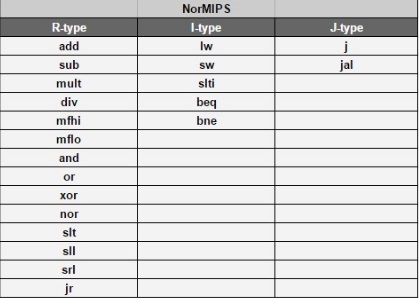 NorMIPS
R-type I-type J-type
add lw j
sub sw jal
mult slti
div beq
mfhi bne
mflo
and
or
xor
nor
slt
sll
srl
jr